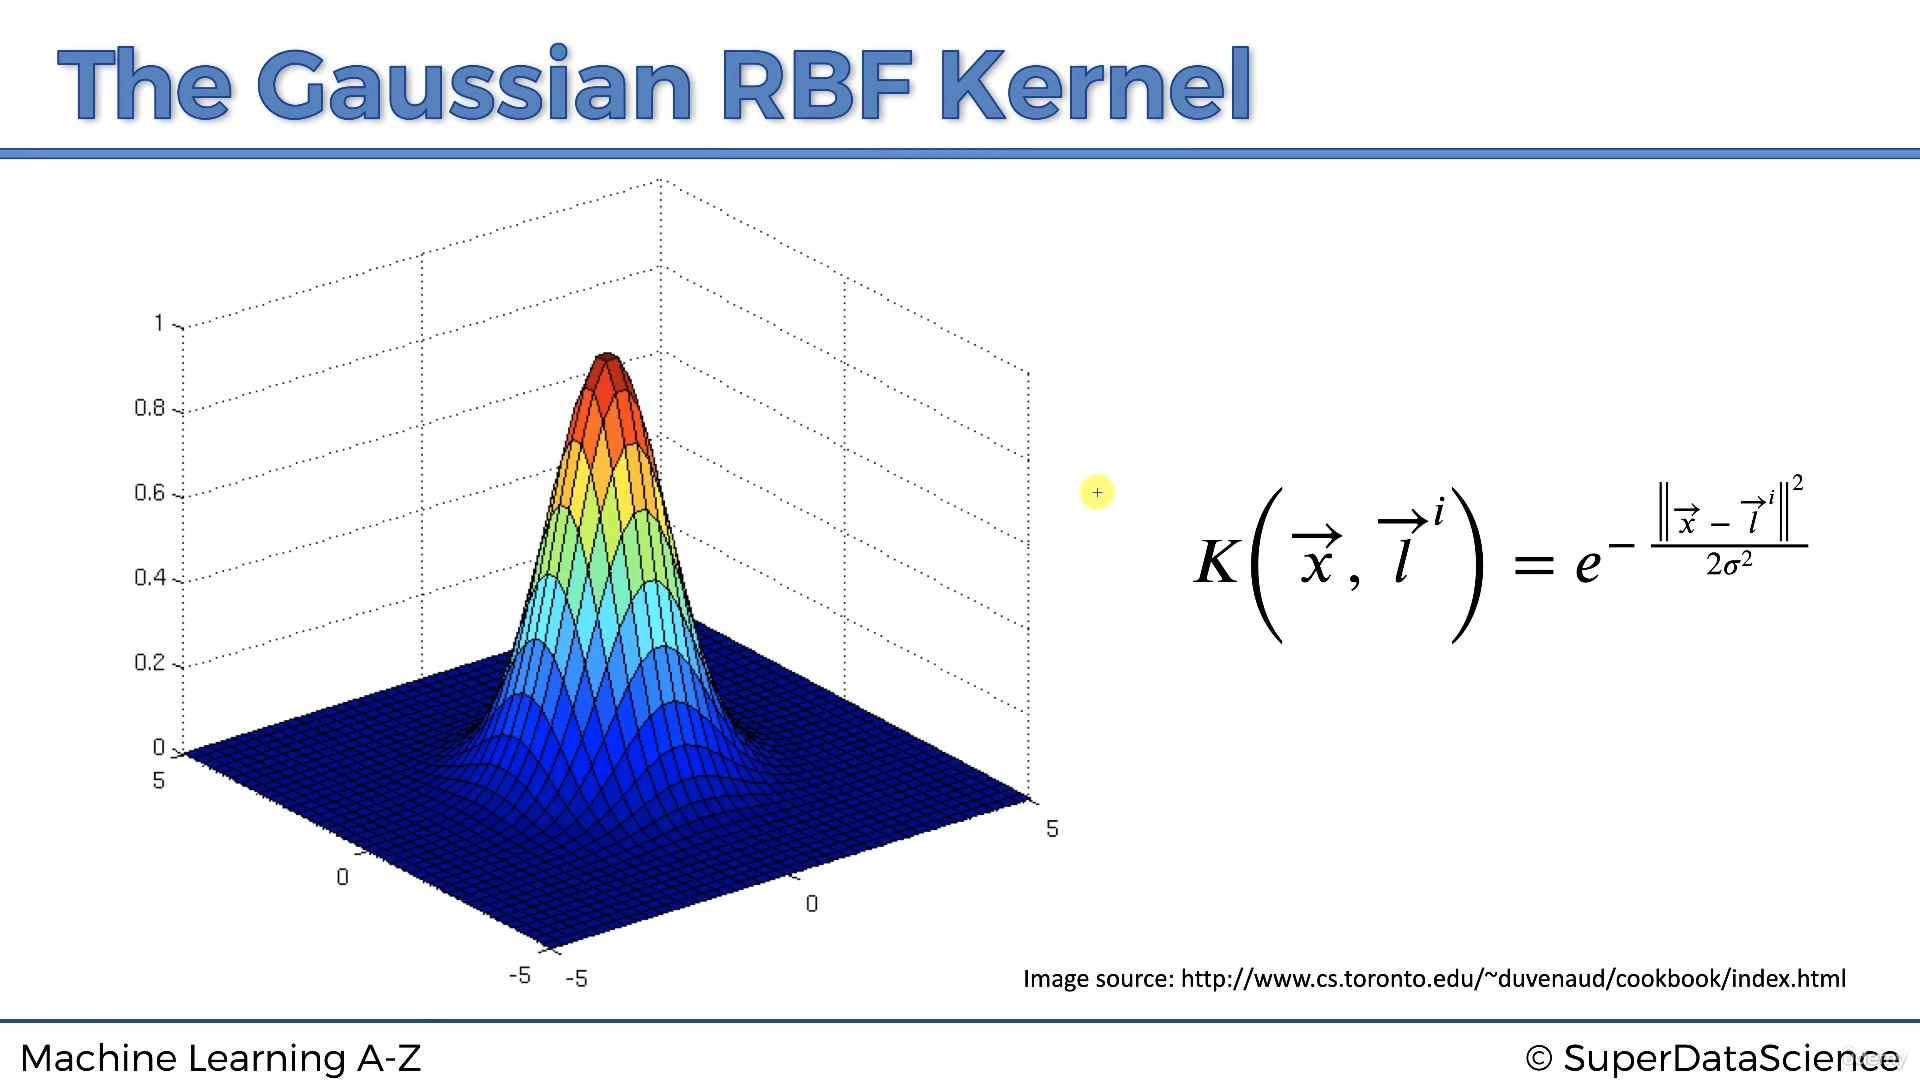 The Gaussian RBF Kernel
1
0.8
0.6
0.4
0.2
0
5
0
-5
-5
0
5
K(x⃗, l⃗ⁱ) = e^(−‖x⃗ − l⃗ⁱ‖² / 2σ²)
Image source: http://www.cs.toronto.edu/~duvenaud/cookbook/index.html
Machine Learning A-Z
© SuperDataScience